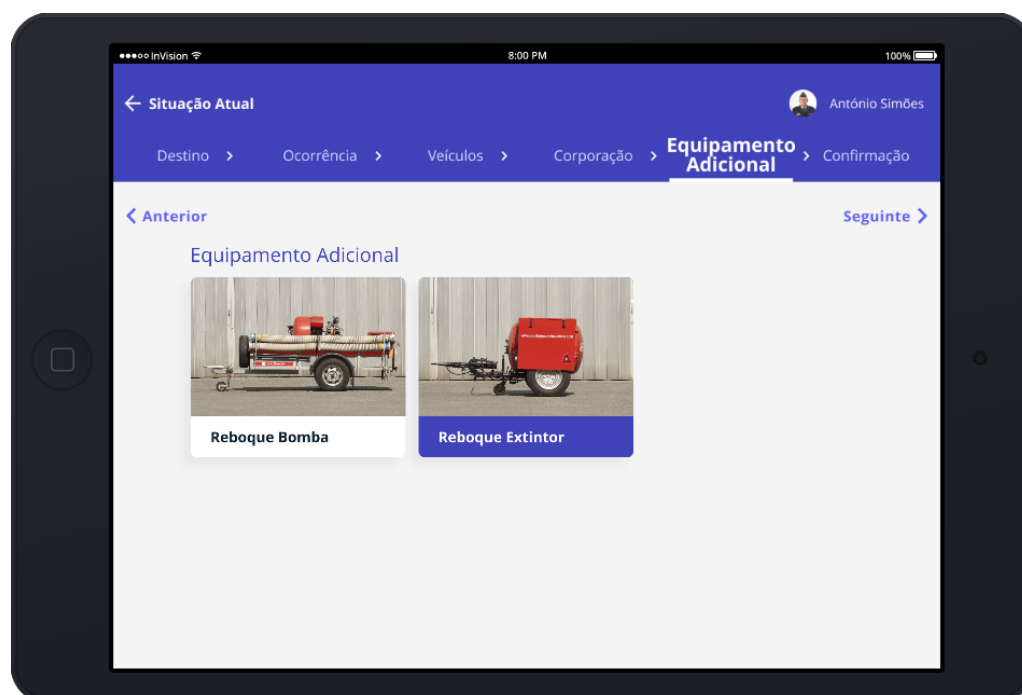 InVision
8:00 PM
100%
Situação Atual
António Simões
Destino
Ocorrência
Veículos
Corporação
Equipamento
Adicional
Confirmação
Anterior
Seguinte
Equipamento Adicional
Reboque Bomba
Reboque Extintor